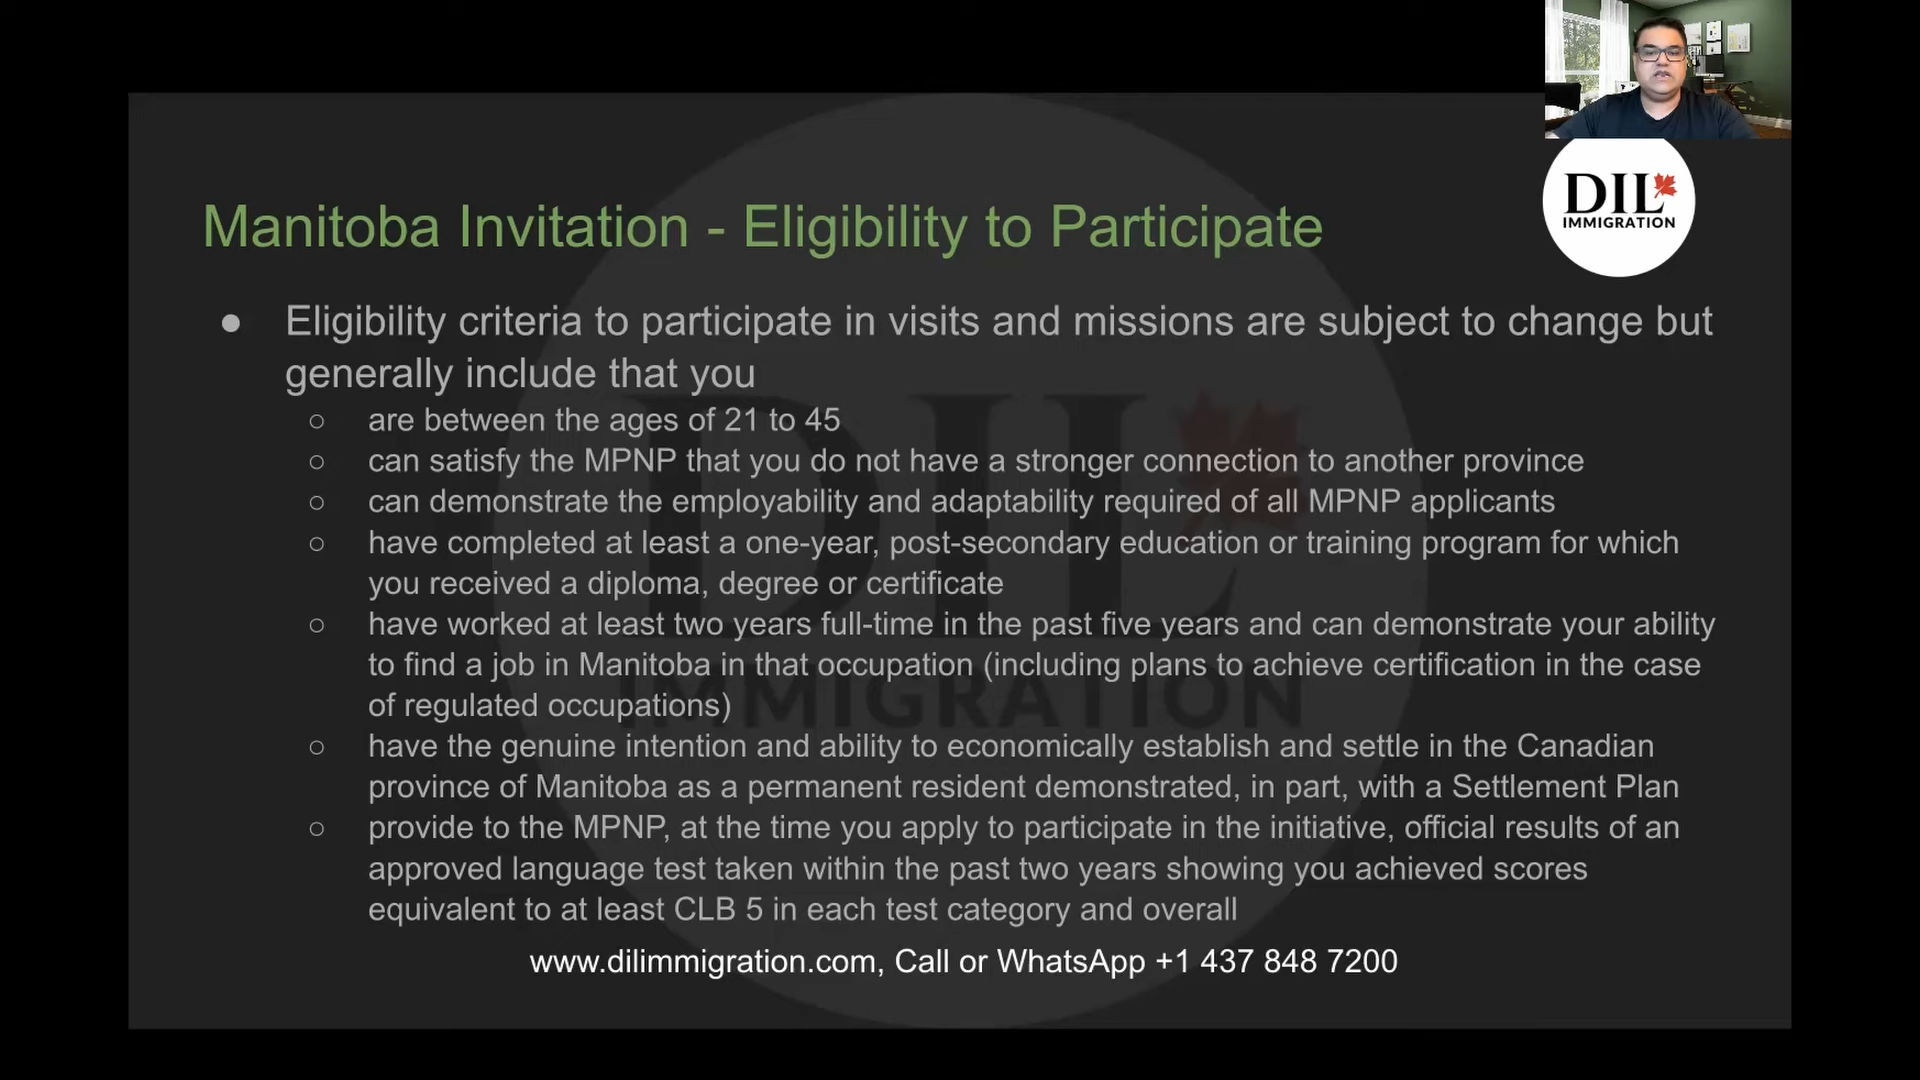 DIL
IMMIGRATION
Manitoba Invitation - Eligibility to Participate
● Eligibility criteria to participate in visits and missions are subject to change but
generally include that you
○ are between the ages of 21 to 45
○ can satisfy the MPNP that you do not have a stronger connection to another province
○ can demonstrate the employability and adaptability required of all MPNP applicants
○ have completed at least a one-year, post-secondary education or training program for which
you received a diploma, degree or certificate
○ have worked at least two years full-time in the past five years and can demonstrate your ability
to find a job in Manitoba in that occupation (including plans to achieve certification in the case
of regulated occupations)
○ have the genuine intention and ability to economically establish and settle in the Canadian
province of Manitoba as a permanent resident demonstrated, in part, with a Settlement Plan
○ provide to the MPNP, at the time you apply to participate in the initiative, official results of an
approved language test taken within the past two years showing you achieved scores
equivalent to at least CLB 5 in each test category and overall
DIL
IMMIGRATION
www.dilimmigration.com, Call or WhatsApp +1 437 848 7200